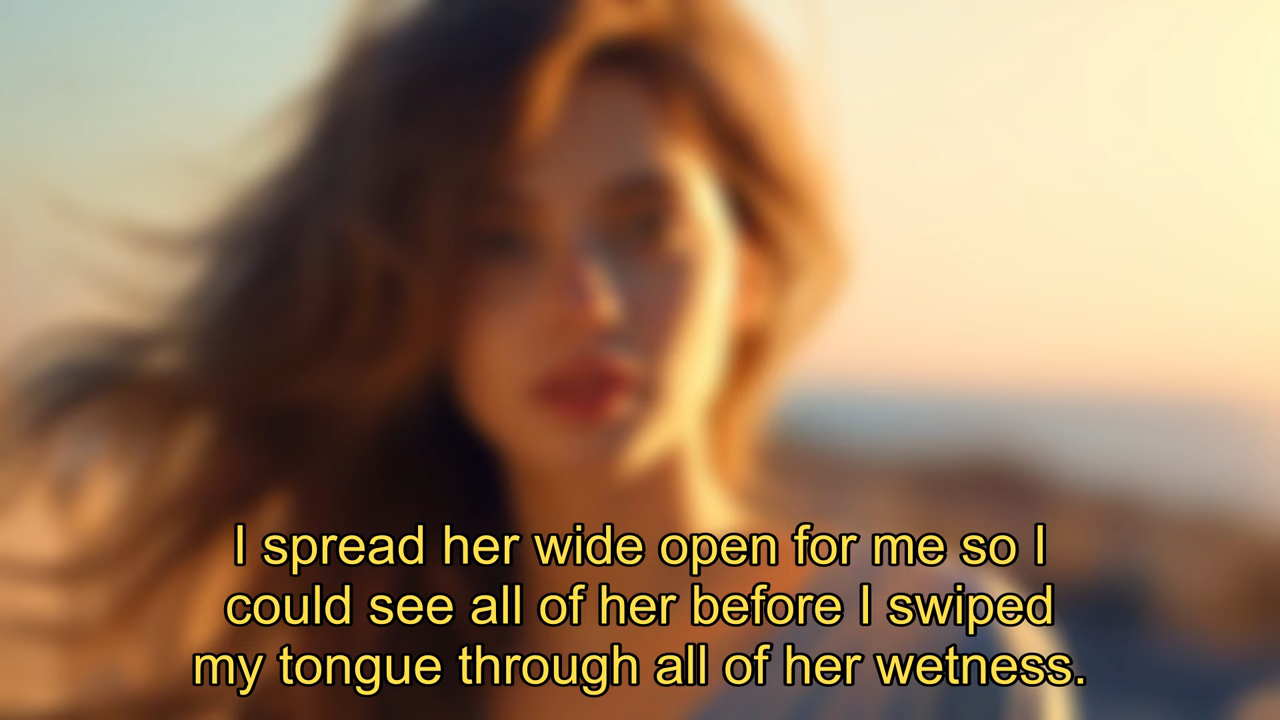 I spread her wide open for me so I
could see all of her before I swiped
my tongue through all of her wetness.